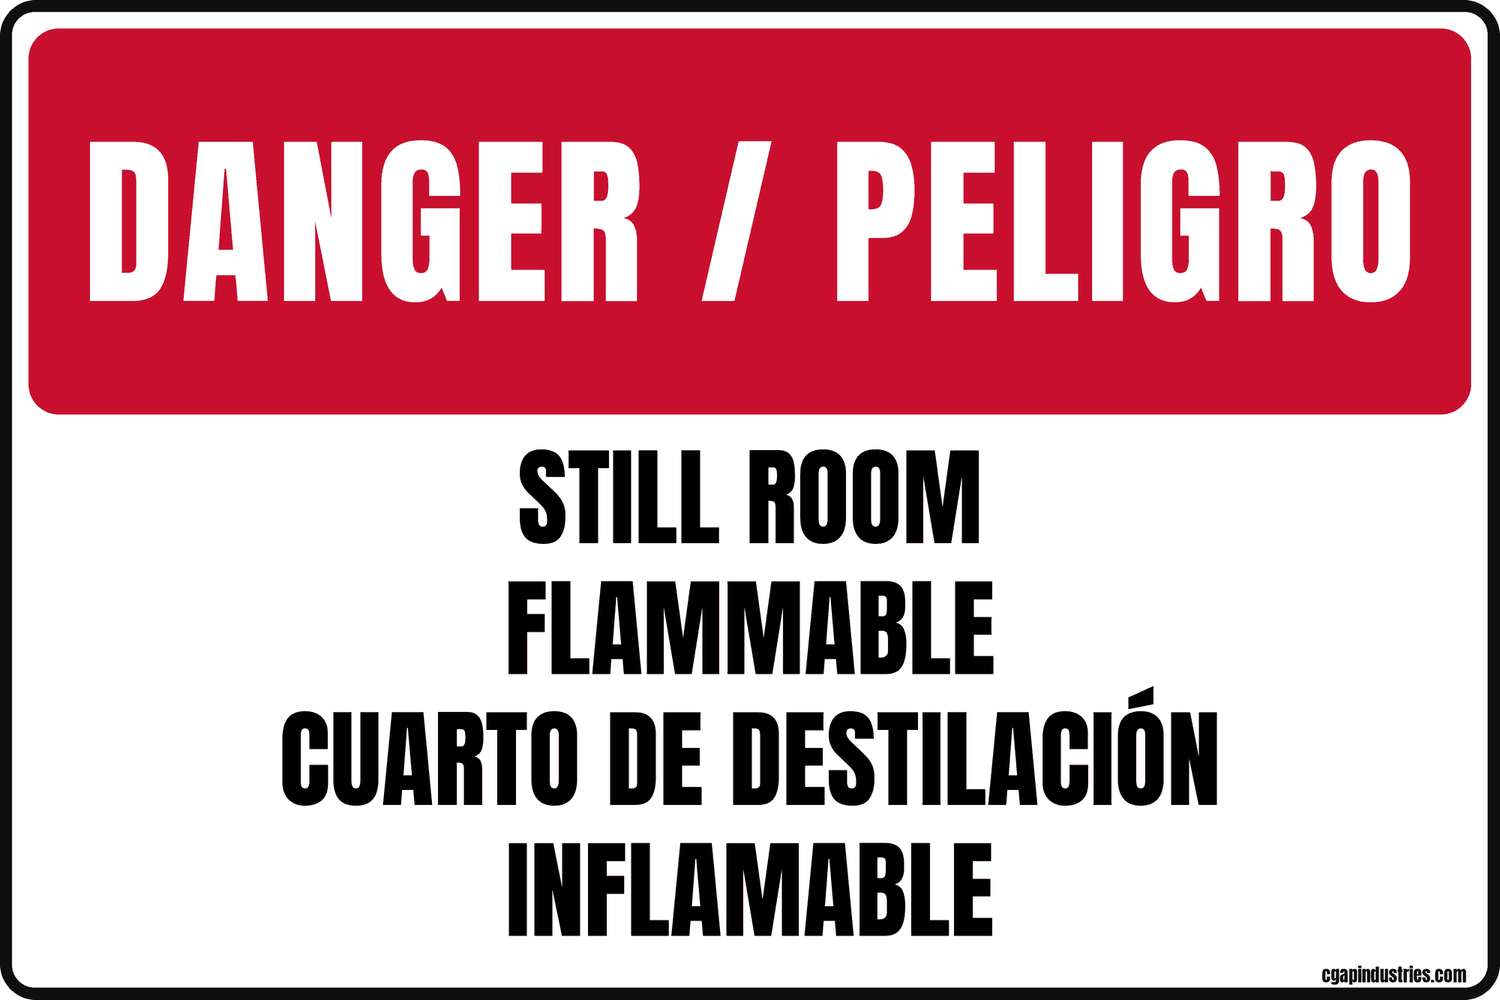 DANGER / PELIGRO
STILL ROOM
FLAMMABLE
CUARTO DE DESTILACIÓN
INFLAMABLE
cgapindustries.com